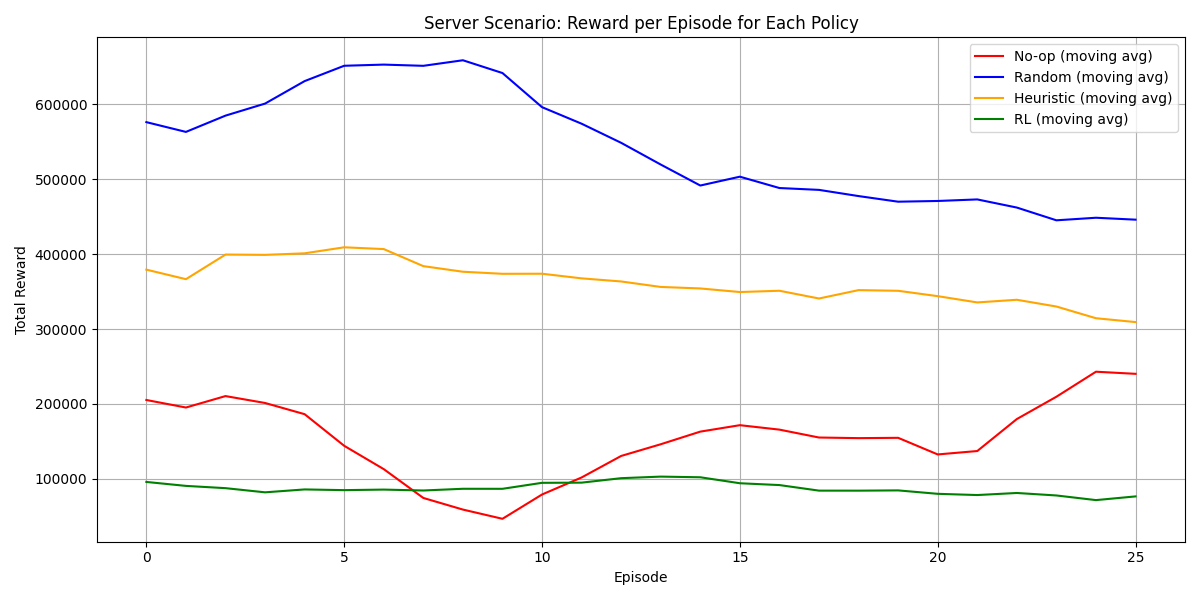 Server Scenario: Reward per Episode for Each Policy
No-op (moving avg)
Random (moving avg)
Heuristic (moving avg)
RL (moving avg)
Total Reward
600000
500000
400000
300000
200000
100000
0 5 10 15 20 25
Episode